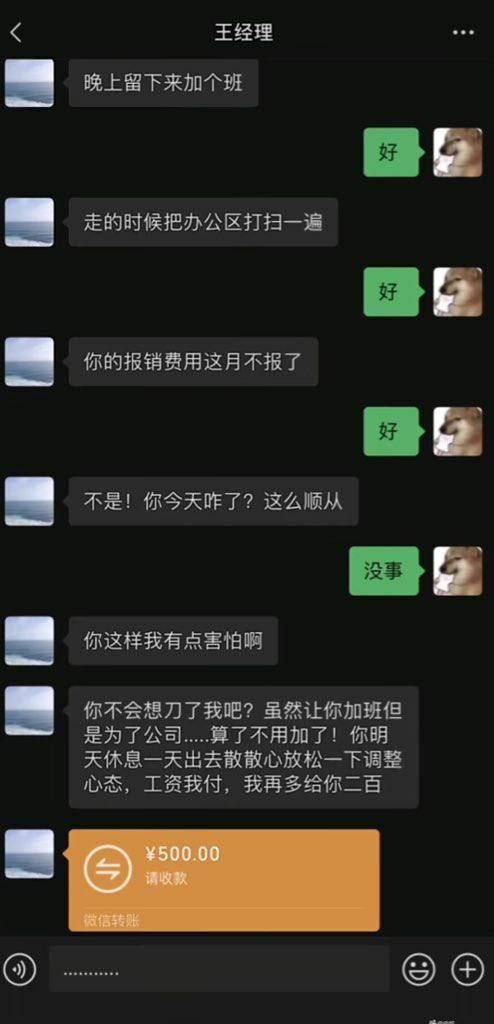 王经理
晚上留下来加个班
好
走的时候把办公区打扫一遍
好
你的报销费用这月不报了
好
不是！你今天咋了？这么顺从
没事
你这样我有点害怕啊
你不会想刀了我吧？虽然让你加班但
是为了公司.....算了不用加了！你明
天休息一天出去散散心放松一下调整
心态，工资我付，我再多给你二百
¥500.00
请收款
微信转账
...........